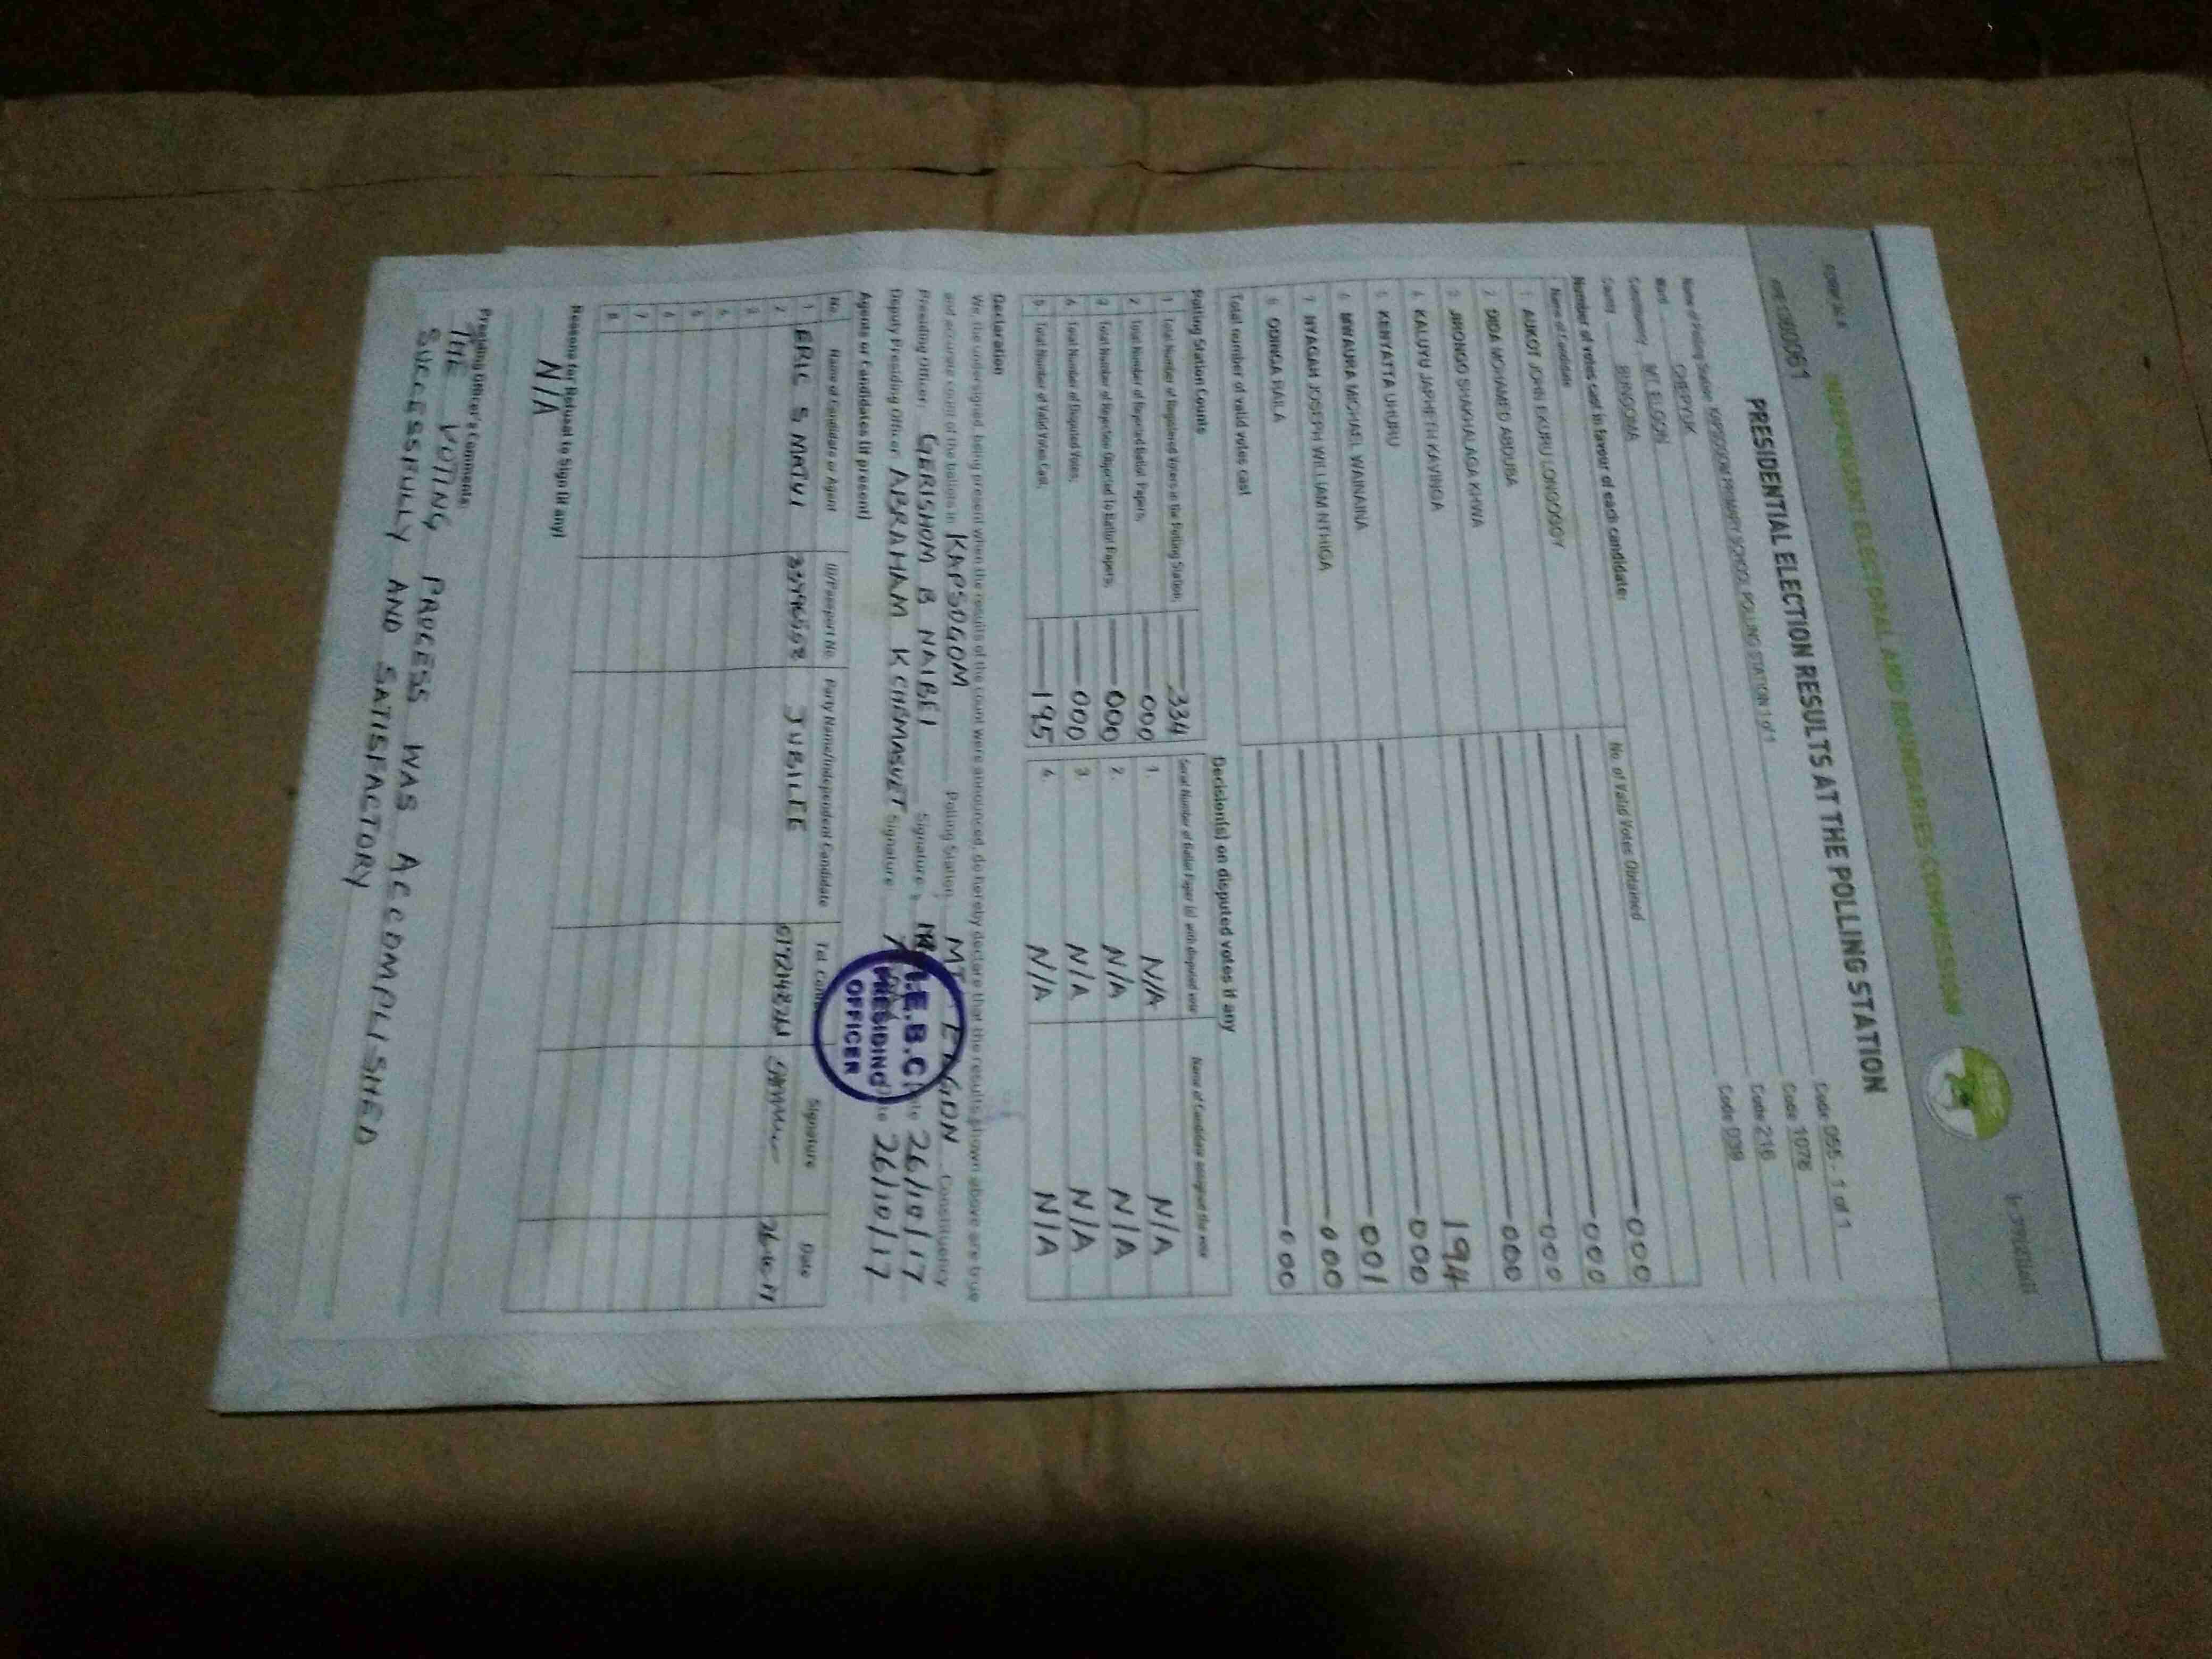 INDEPENDENT ELECTORAL AND BOUNDARIES COMMISSION
PRESIDENTIAL ELECTION RESULTS AT THE POLLING STATION
Name of Polling Station KAPSOGOM PRIMARY SCHOOL POLLING STATION 1 of 1 Code 055 - 1 of 1
Ward CHEPYUK Code 1078
Constituency MT. ELGON Code 216
County BUNGOMA Code 039
Number of votes cast in favour of each candidate:
Name of Candidate No. of Valid Votes Obtained
1 AUKOT JOHN EKURU LONGOGGY 000
2 DIDA MOHAMED ABDUBA 000
3 JIRONGO SHAKHALAGA KHWA 000
4 KALUYU JAPHETH KAVINGA 000
5 KENYATTA UHURU 194
6 MWAURA MICHAEL WAINAINA 000
7 NYAGAH JOSEPH WILLIAM NTHIGA 001
8 ODINGA RAILA 000
Total number of valid votes cast 000
Polling Station Counts
1 Total Number of Registered Voters in the Polling Station; 334
2 Total Number of Rejected Ballot Papers; 000
3 Total Number of Rejection Objected To Ballot Papers; 000
4 Total Number of Disputed Votes; 000
5 Total Number of Valid Votes Cast; 195
Decision(s) on disputed votes if any
Serial Number of Ballot Paper (s) with disputed vote Name of Candidate assigned the vote
1. N/A N/A
2. N/A N/A
3. N/A N/A
4. N/A N/A
Declaration
We, the undersigned, being present when the results of the count were announced, do hereby declare that the results shown above are true
and accurate count of the ballots in KAPSOGOM Polling Station MT. ELGON Constituency
Presiding Officer; GERISHOM B NAIBEI Signature Date 26/10/17
Deputy Presiding Officer ABRAHAM K CHEMASUET Signature Date 26/10/17
I.E.B.C
PRESIDING
OFFICER
Agents or Candidates (if present)
No. Name of Candidate or Agent ID/Passport No. Party Name/Independent Candidate Tel. Contact Signature Date
1 ERIC S MATUI JUBILEE
2
3
4
5
6
7
8
Reasons for Refusal to Sign (if any)
N/A
Presiding Officer's Comments:
THE VOTING PROCESS WAS ACCOMPLISHED
SUCCESSFULLY AND SATISFACTORY